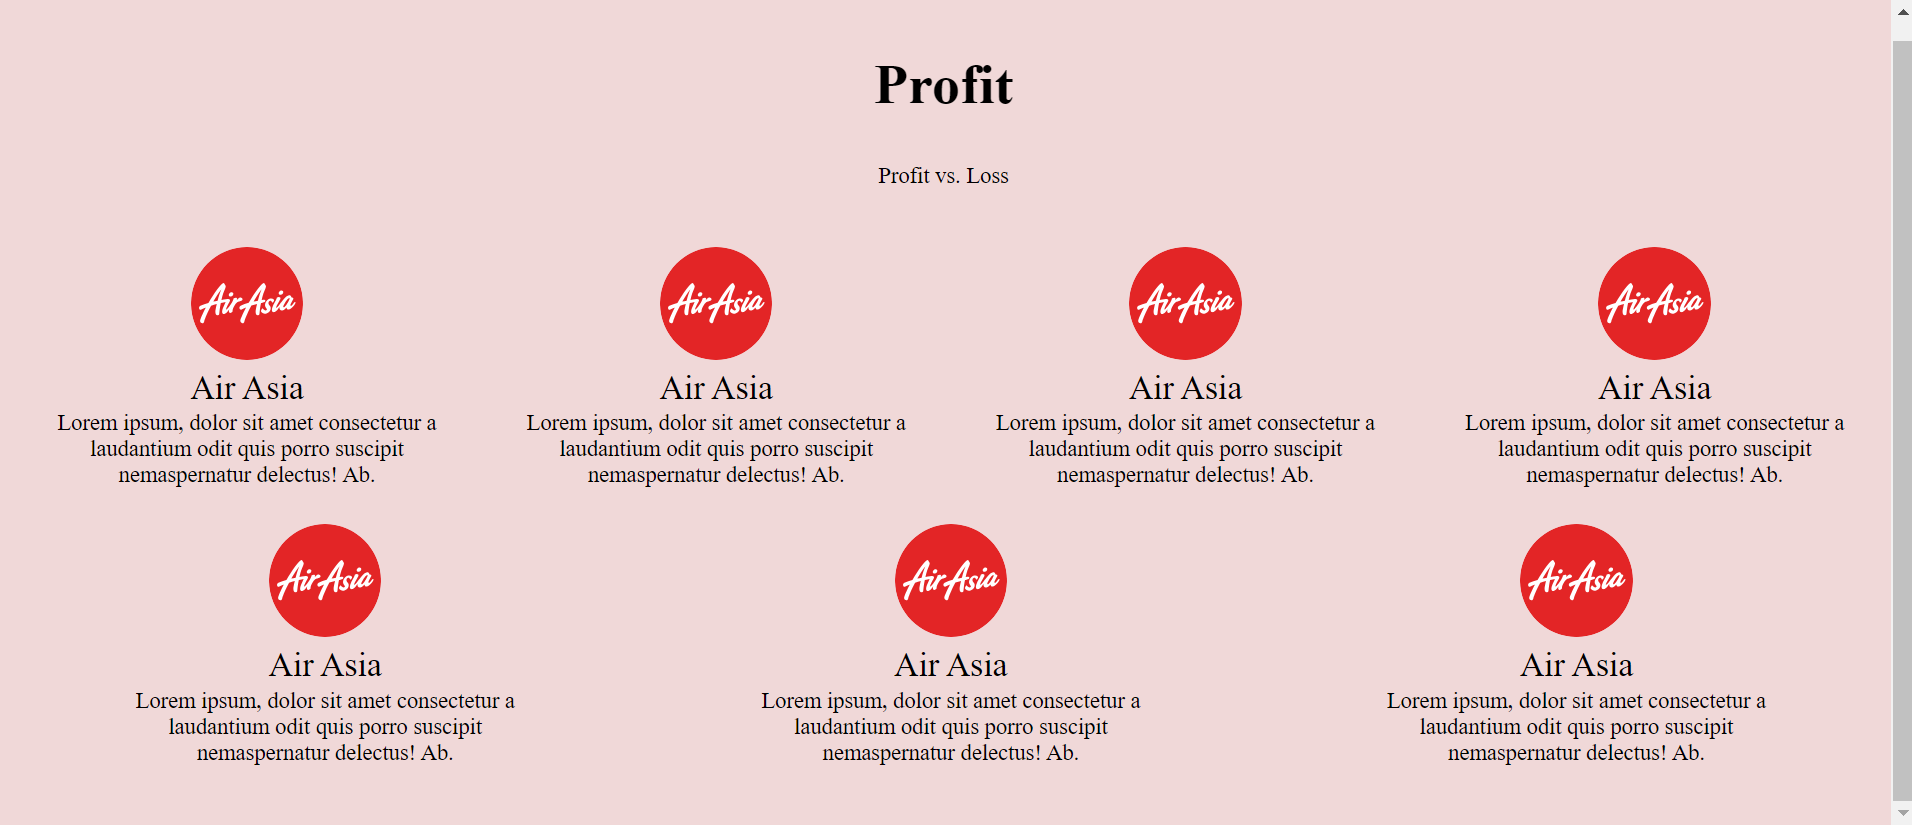 Profit
Profit vs. Loss
AirAsia
AirAsia
AirAsia
AirAsia
Air Asia
Air Asia
Air Asia
Air Asia
Lorem ipsum, dolor sit amet consectetur a
laudantium odit quis porro suscipit
nemaspernatur delectus! Ab.
Lorem ipsum, dolor sit amet consectetur a
laudantium odit quis porro suscipit
nemaspernatur delectus! Ab.
Lorem ipsum, dolor sit amet consectetur a
laudantium odit quis porro suscipit
nemaspernatur delectus! Ab.
Lorem ipsum, dolor sit amet consectetur a
laudantium odit quis porro suscipit
nemaspernatur delectus! Ab.
AirAsia
AirAsia
AirAsia
Air Asia
Air Asia
Air Asia
Lorem ipsum, dolor sit amet consectetur a
laudantium odit quis porro suscipit
nemaspernatur delectus! Ab.
Lorem ipsum, dolor sit amet consectetur a
laudantium odit quis porro suscipit
nemaspernatur delectus! Ab.
Lorem ipsum, dolor sit amet consectetur a
laudantium odit quis porro suscipit
nemaspernatur delectus! Ab.